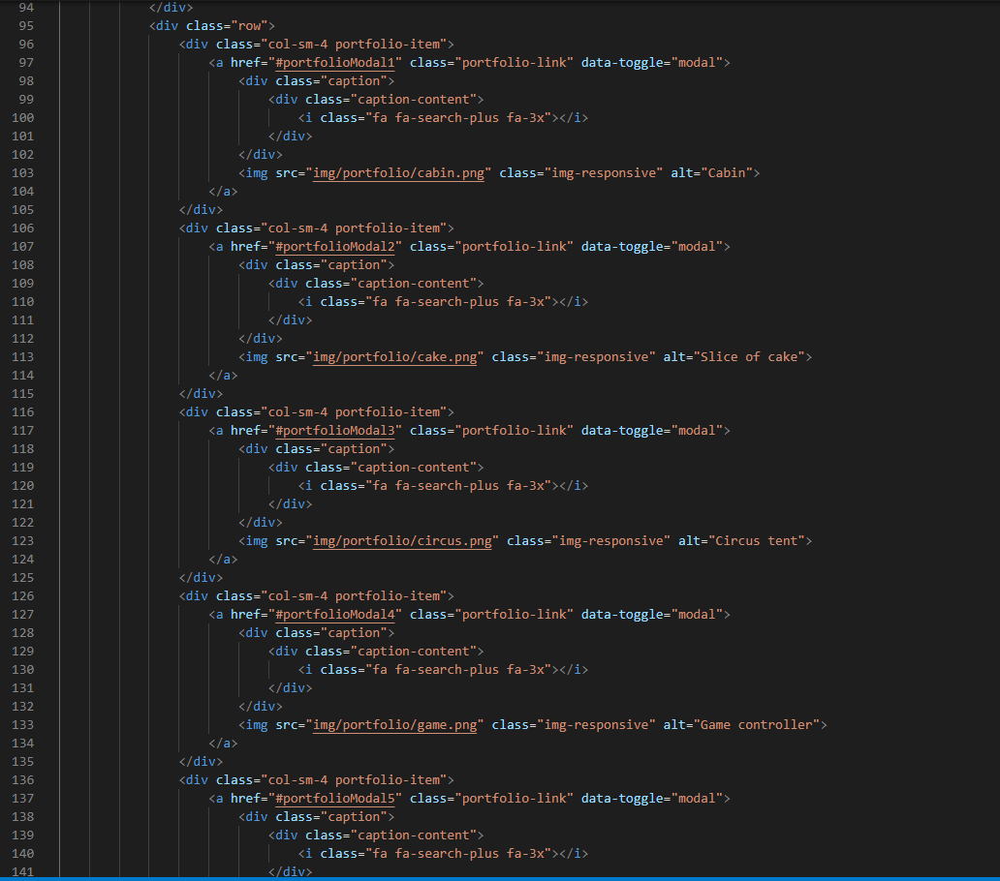 94 </div>
95 <div class="row">
96 <div class="col-sm-4 portfolio-item">
97 <a href="#portfolioModal1" class="portfolio-link" data-toggle="modal">
98 <div class="caption">
99 <div class="caption-content">
100 <i class="fa fa-search-plus fa-3x"></i>
101 </div>
102 </div>
103 <img src="img/portfolio/cabin.png" class="img-responsive" alt="Cabin">
104 </a>
105 </div>
106 <div class="col-sm-4 portfolio-item">
107 <a href="#portfolioModal2" class="portfolio-link" data-toggle="modal">
108 <div class="caption">
109 <div class="caption-content">
110 <i class="fa fa-search-plus fa-3x"></i>
111 </div>
112 </div>
113 <img src="img/portfolio/cake.png" class="img-responsive" alt="Slice of cake">
114 </a>
115 </div>
116 <div class="col-sm-4 portfolio-item">
117 <a href="#portfolioModal3" class="portfolio-link" data-toggle="modal">
118 <div class="caption">
119 <div class="caption-content">
120 <i class="fa fa-search-plus fa-3x"></i>
121 </div>
122 </div>
123 <img src="img/portfolio/circus.png" class="img-responsive" alt="Circus tent">
124 </a>
125 </div>
126 <div class="col-sm-4 portfolio-item">
127 <a href="#portfolioModal4" class="portfolio-link" data-toggle="modal">
128 <div class="caption">
129 <div class="caption-content">
130 <i class="fa fa-search-plus fa-3x"></i>
131 </div>
132 </div>
133 <img src="img/portfolio/game.png" class="img-responsive" alt="Game controller">
134 </a>
135 </div>
136 <div class="col-sm-4 portfolio-item">
137 <a href="#portfolioModal5" class="portfolio-link" data-toggle="modal">
138 <div class="caption">
139 <div class="caption-content">
140 <i class="fa fa-search-plus fa-3x"></i>
141 </div>